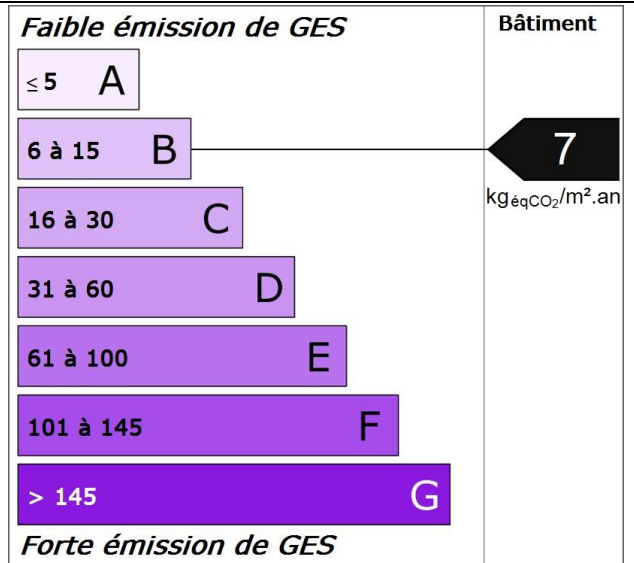 Faible émission de GES
Bâtiment
≤ 5 A
6 à 15 B
7
kgéqCO₂/m².an
16 à 30 C
31 à 60 D
61 à 100 E
101 à 145 F
> 145 G
Forte émission de GES